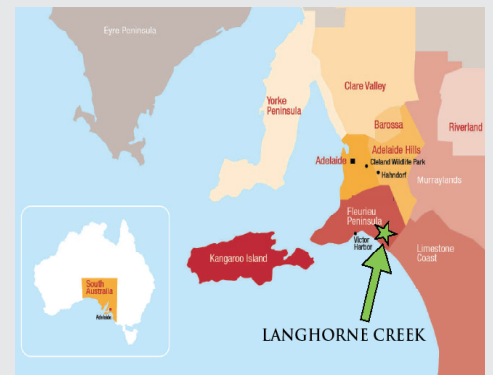 Eyre Peninsula
Clare Valley
Yorke
Peninsula
Barossa
Riverland
Adelaide Hills
Adelaide
Cleland Wildlife Park
Hahndorf
Murraylands
Fleurieu
Peninsula
Victor
Harbor
Kangaroo Island
Limestone
Coast
South
Australia
Adelaide
LANGHORNE CREEK